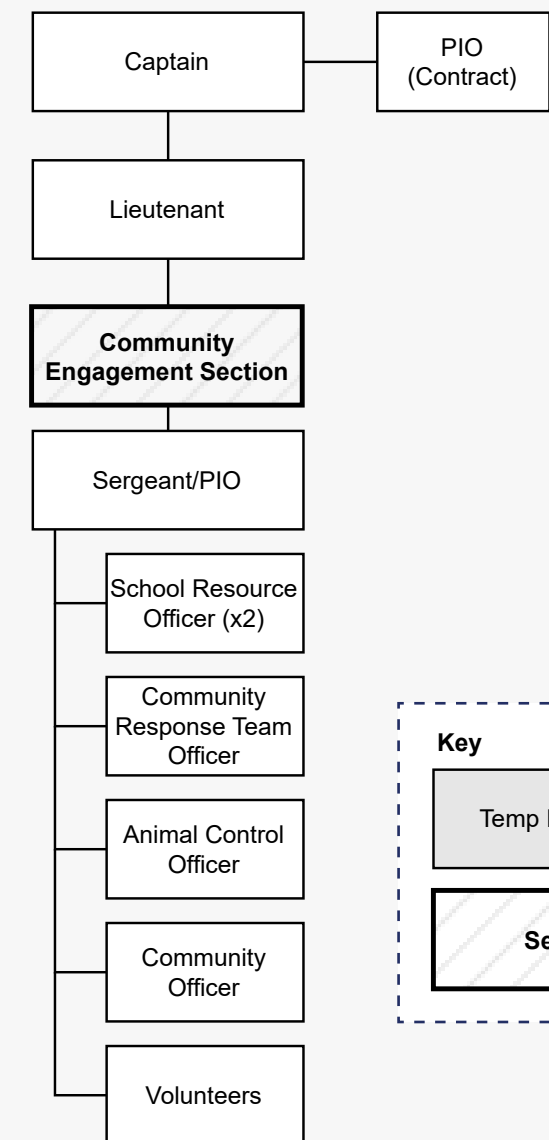 Captain
PIO
(Contract)
Lieutenant
Community
Engagement Section
Sergeant/PIO
School Resource
Officer (x2)
Community
Response Team
Officer
Animal Control
Officer
Community
Officer
Volunteers
Key
Temp